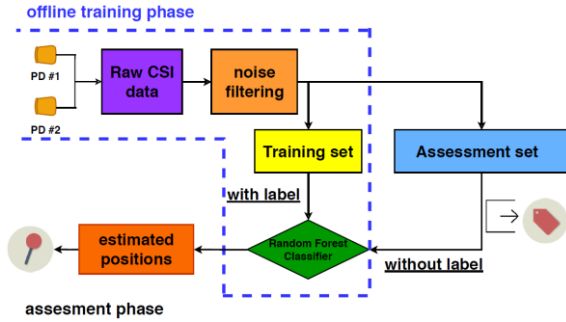 offline training phase
PD #1
PD #2
Raw CSI
data
noise
filtering
Training set
Assessment set
with label
Random Forest
Classifier
without label
estimated
positions
assesment phase